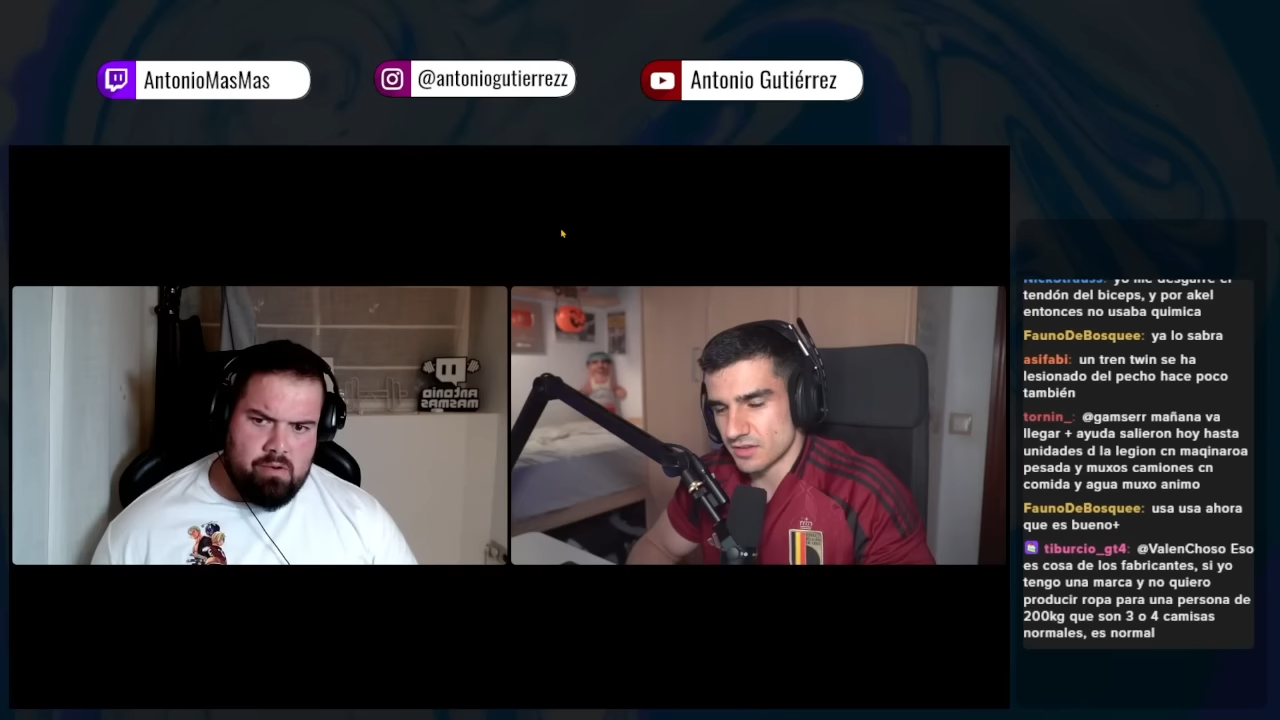 AntonioMasMas
@antoniogutierrezz
Antonio Gutiérrez
antonio
masmas
tendón del biceps, y por akel
entonces no usaba quimica
FaunoDeBosquee: ya lo sabra
asifabi: un tren twin se ha
lesionado del pecho hace poco
también
tornin_: @gamserr mañana va
llegar + ayuda salieron hoy hasta
unidades d la legion cn maqinaroa
pesada y muxos camiones cn
comida y agua muxo animo
FaunoDeBosquee: usa usa ahora
que es bueno+
tiburcio_gt4: @ValenChoso Eso
es cosa de los fabricantes, si yo
tengo una marca y no quiero
producir ropa para una persona de
200kg que son 3 o 4 camisas
normales, es normal